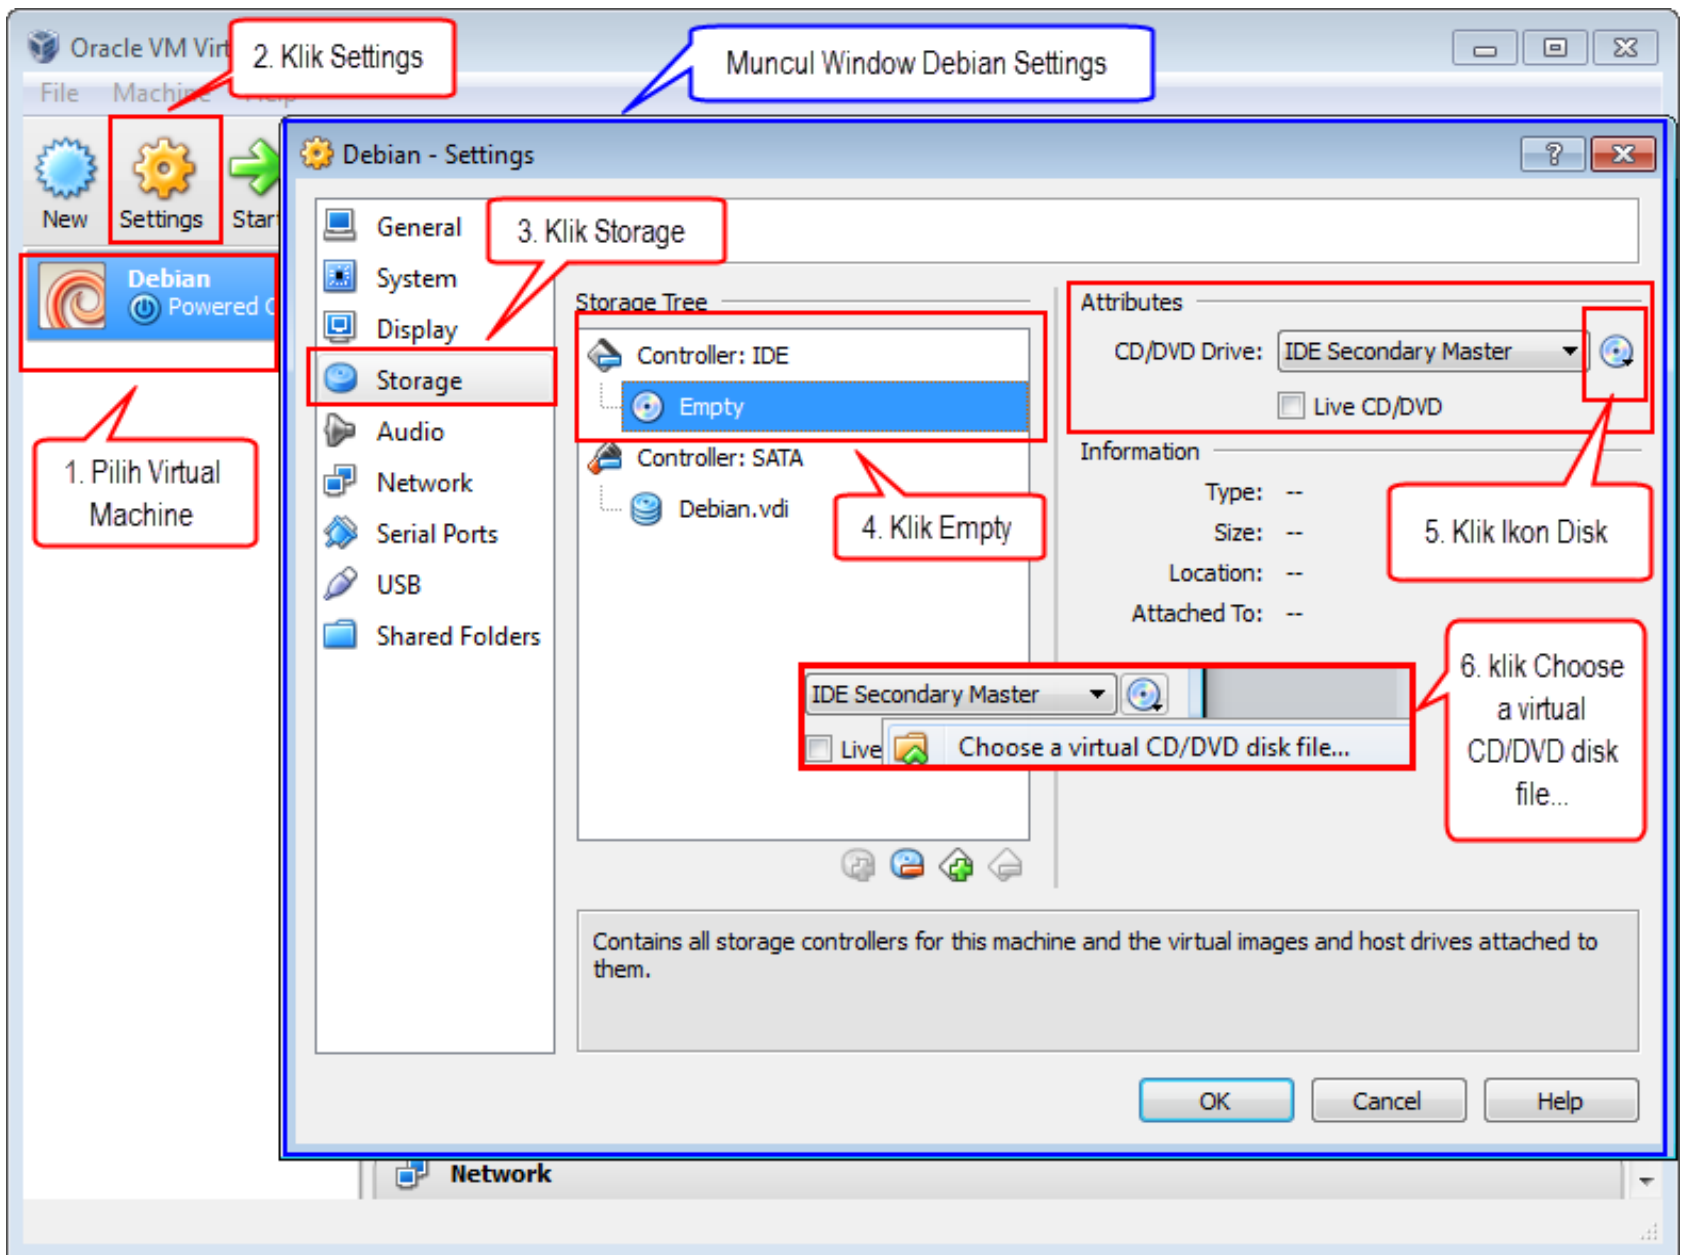 Oracle VM Virt
2. Klik Settings
Muncul Window Debian Settings
File Machine Help
New
Settings
Start
Debian - Settings
Debian
Powered O
1. Pilih Virtual
Machine
General
System
Display
Storage
Audio
Network
Serial Ports
USB
Shared Folders
3. Klik Storage
Storage Tree
Controller: IDE
Empty
Controller: SATA
Debian.vdi
4. Klik Empty
Attributes
CD/DVD Drive: IDE Secondary Master
Live CD/DVD
Information
Type: --
Size: --
Location: --
Attached To: --
5. Klik Ikon Disk
IDE Secondary Master
Live
Choose a virtual CD/DVD disk file...
6. klik Choose
a virtual
CD/DVD disk
file...
Contains all storage controllers for this machine and the virtual images and host drives attached to
them.
OK
Cancel
Help
Network